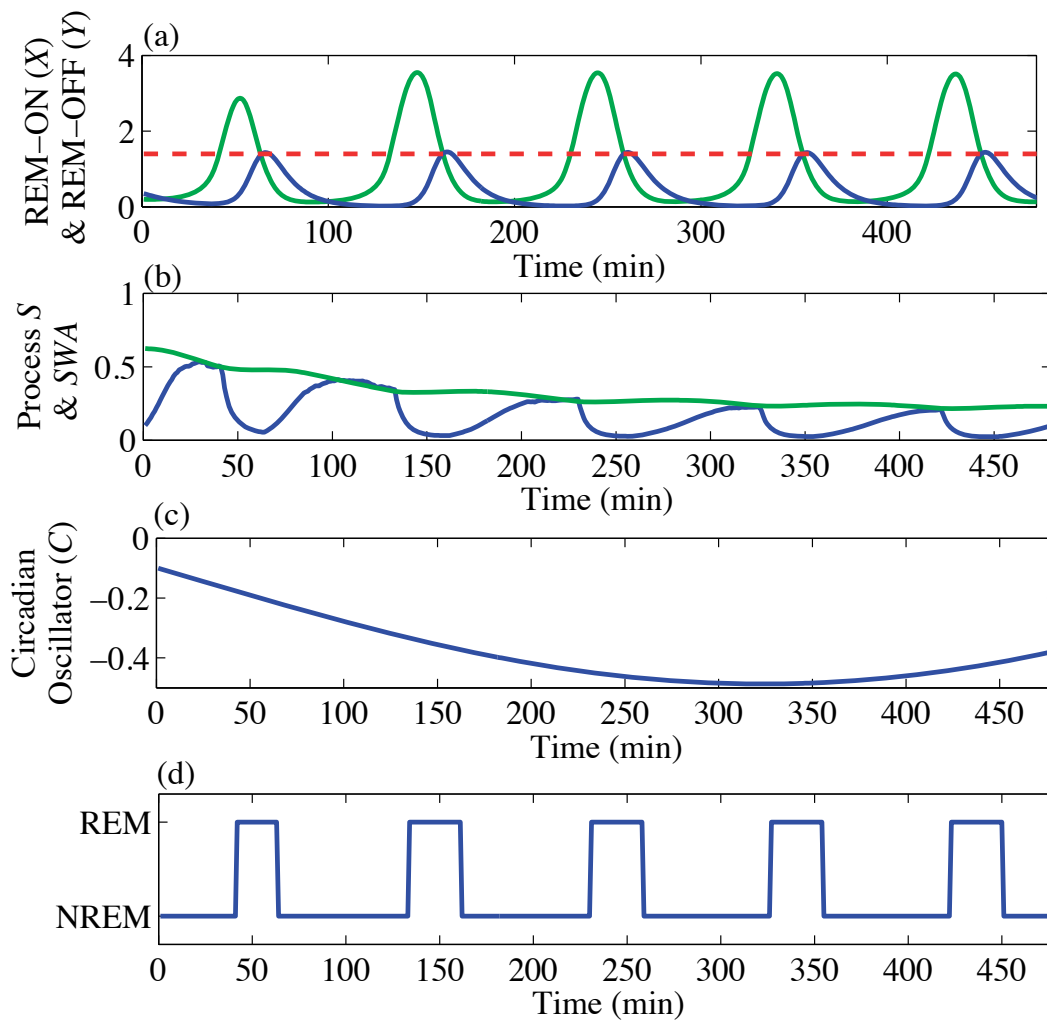 (a)
REM–ON (X)
& REM–OFF (Y)
4
2
0
0 100 200 300 400
Time (min)
(b)
Process S
& SWA
1
0.5
0
0 50 100 150 200 250 300 350 400 450
Time (min)
(c)
Circadian
Oscillator (C)
0
–0.2
–0.4
0 50 100 150 200 250 300 350 400 450
Time (min)
(d)
REM
NREM
0 50 100 150 200 250 300 350 400 450
Time (min)